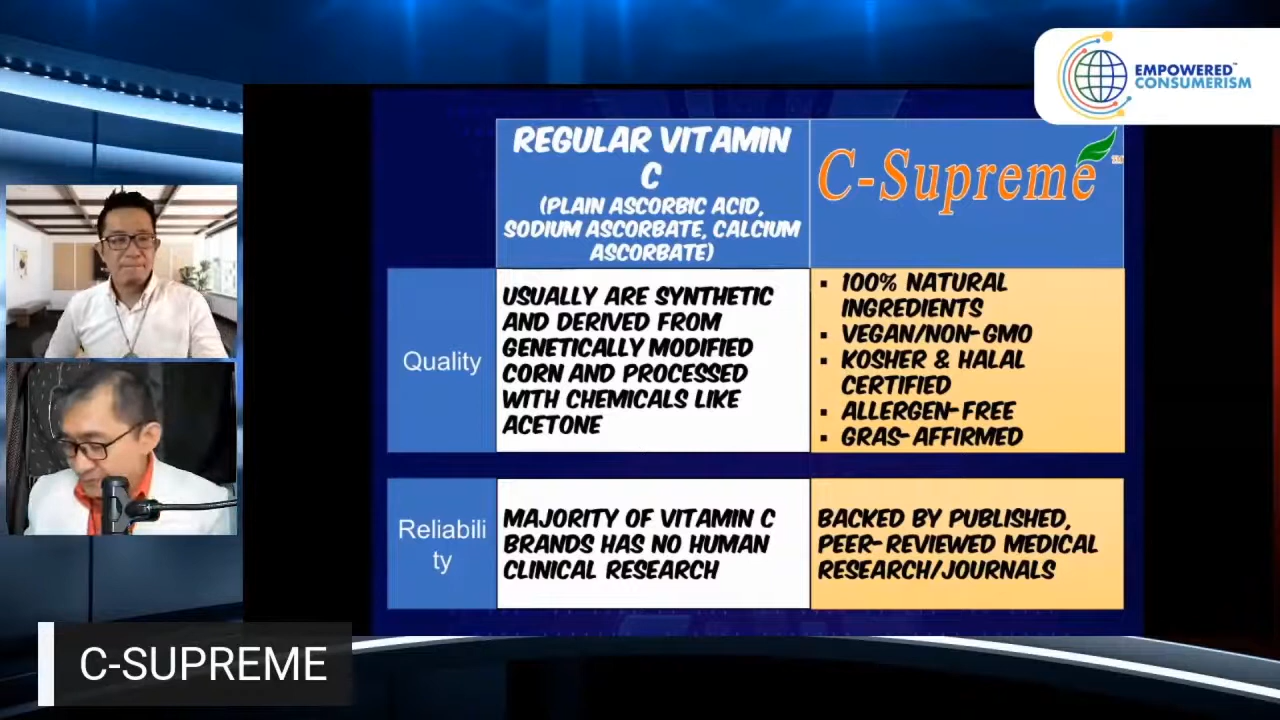 EMPOWERED™
CONSUMERISM
REGULAR VITAMIN
C
(PLAIN ASCORBIC ACID,
SODIUM ASCORBATE, CALCIUM
ASCORBATE)
C-Supreme™
Quality
USUALLY ARE SYNTHETIC
AND DERIVED FROM
GENETICALLY MODIFIED
CORN AND PROCESSED
WITH CHEMICALS LIKE
ACETONE
▪ 100% NATURAL
INGREDIENTS
▪ VEGAN/NON-GMO
▪ KOSHER & HALAL
CERTIFIED
▪ ALLERGEN-FREE
▪ GRAS-AFFIRMED
Reliabili
ty
MAJORITY OF VITAMIN C
BRANDS HAS NO HUMAN
CLINICAL RESEARCH
BACKED BY PUBLISHED,
PEER-REVIEWED MEDICAL
RESEARCH/JOURNALS
C-SUPREME